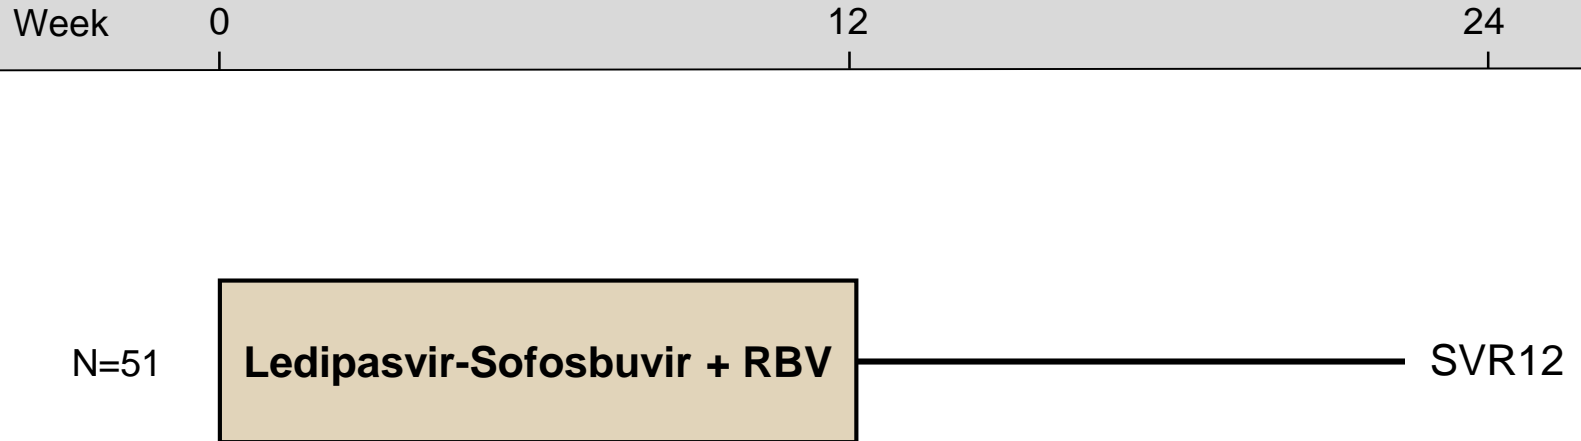 Week 0 12 24
N=51 Ledipasvir-Sofosbuvir + RBV SVR12